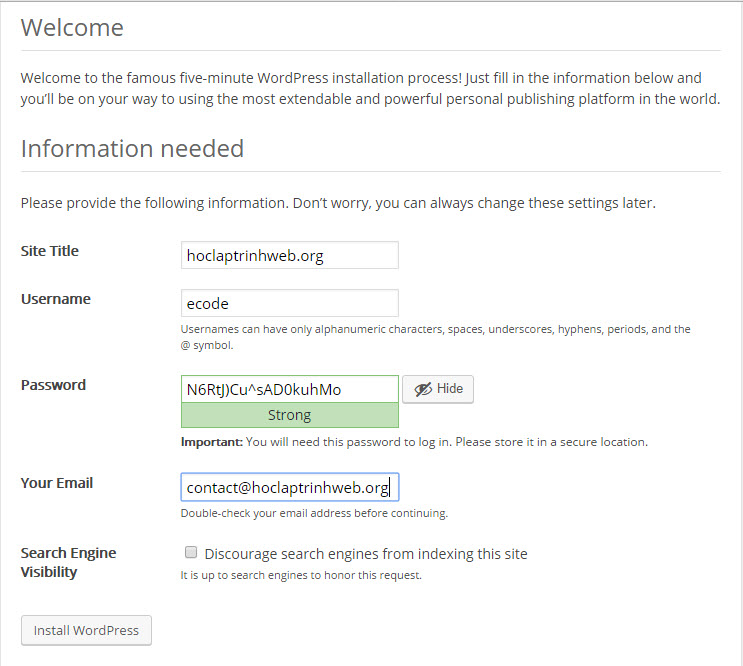 Welcome
Welcome to the famous five-minute WordPress installation process! Just fill in the information below and
you’ll be on your way to using the most extendable and powerful personal publishing platform in the world.
Information needed
Please provide the following information. Don’t worry, you can always change these settings later.
Site Title
hoclaptrinhweb.org
Username
ecode
Usernames can have only alphanumeric characters, spaces, underscores, hyphens, periods, and the
@ symbol.
Password
N6RtJ)Cu^sAD0kuhMo
Hide
Strong
Important: You will need this password to log in. Please store it in a secure location.
Your Email
contact@hoclaptrinhweb.org
Double-check your email address before continuing.
Search Engine
Visibility
Discourage search engines from indexing this site
It is up to search engines to honor this request.
Install WordPress